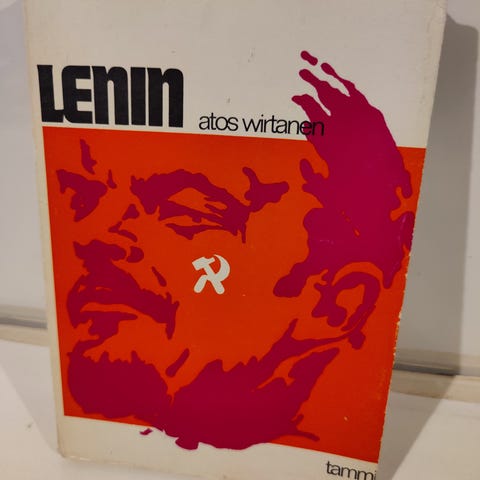 LENIN
atos wirtanen
tammi